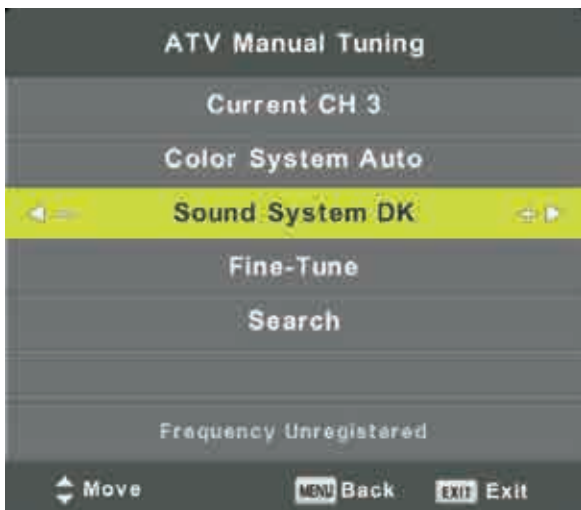 ATV Manual Tuning
Current CH 3
Color System Auto
Sound System DK
Fine-Tune
Search
Frequency Unregistered
Move MENU Back EXIT Exit